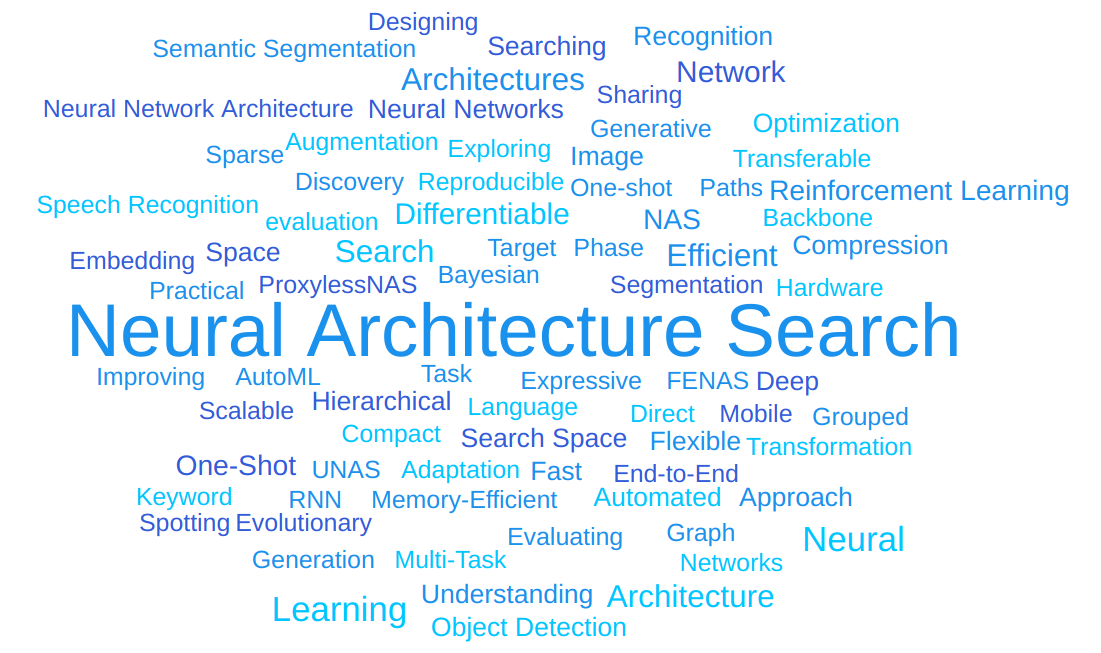 Designing
Semantic Segmentation
Searching
Recognition
Architectures
Network
Sharing
Neural Network Architecture
Neural Networks
Generative
Optimization
Augmentation
Exploring
Sparse
Image
Transferable
Discovery
Reproducible
One-shot
Paths
Reinforcement Learning
Speech Recognition
evaluation
Differentiable
NAS
Backbone
Embedding
Space
Search
Target
Phase
Efficient
Compression
Practical
ProxylessNAS
Bayesian
Segmentation
Hardware
Neural Architecture Search
Improving
AutoML
Task
Expressive
FENAS
Deep
Scalable
Hierarchical
Language
Direct
Mobile
Grouped
Compact
Search Space
Flexible
Transformation
One-Shot
UNAS
Adaptation
Fast
End-to-End
Keyword
RNN
Memory-Efficient
Automated
Approach
Spotting
Evolutionary
Evaluating
Graph
Neural
Generation
Multi-Task
Networks
Learning
Understanding
Architecture
Object Detection